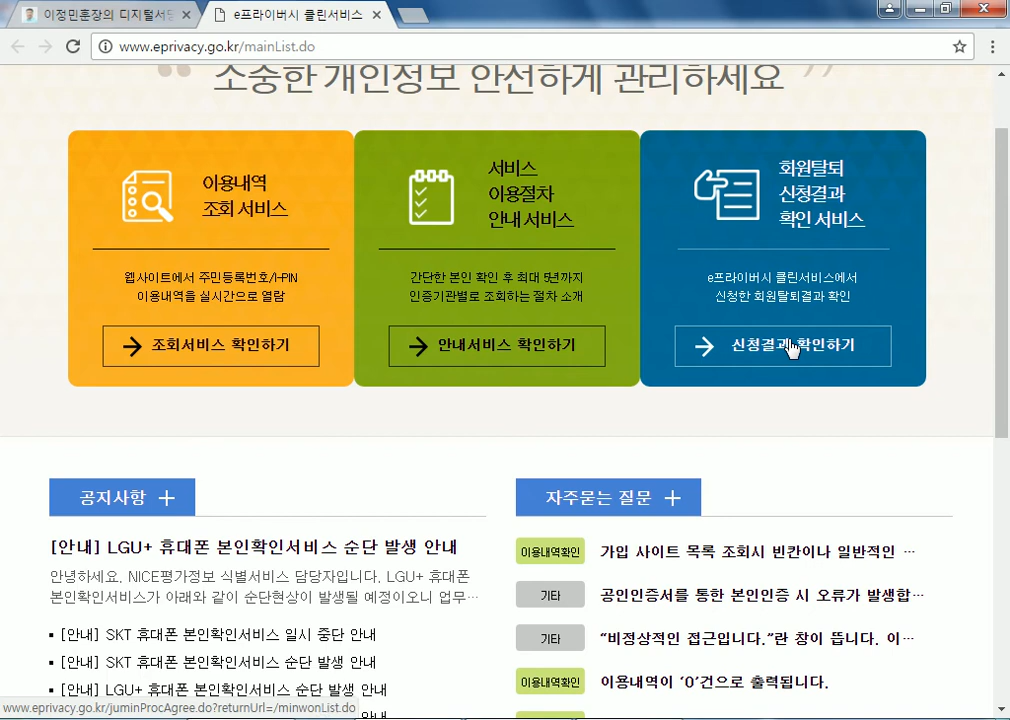 이정민훈장의 디지털서당
e프라이버시 클린서비스
www.eprivacy.go.kr/mainList.do
소중한 개인정보 안전하게 관리하세요
이용내역
조회 서비스
웹사이트에서 주민등록번호/I-PIN
이용내역을 실시간으로 열람
조회서비스 확인하기
서비스
이용절차
안내 서비스
간단한 본인 확인 후 최대 5년까지
인증기관별로 조회하는 절차 소개
안내서비스 확인하기
회원탈퇴
신청결과
확인 서비스
e프라이버시 클린서비스에서
신청한 회원탈퇴결과 확인
신청결과 확인하기
공지사항 +
[안내] LGU+ 휴대폰 본인확인서비스 순단 발생 안내
안녕하세요. NICE평가정보 식별서비스 담당자입니다. LGU+ 휴대폰
본인확인서비스가 아래와 같이 순단현상이 발생될 예정이오니 업무…
▪ [안내] SKT 휴대폰 본인확인서비스 일시 중단 안내
▪ [안내] SKT 휴대폰 본인확인서비스 순단 발생 안내
▪ [안내] LGU+ 휴대폰 본인확인서비스 순단 발생 안내
자주묻는 질문 +
이용내역확인 가입 사이트 목록 조회시 빈칸이나 일반적인 …
기타 공인인증서를 통한 본인인증 시 오류가 발생합…
기타 “비정상적인 접근입니다.”란 창이 뜹니다. 이…
이용내역확인 이용내역이 ‘0’건으로 출력됩니다.
www.eprivacy.go.kr/juminProcAgree.do?returnUrl=/minwonList.do